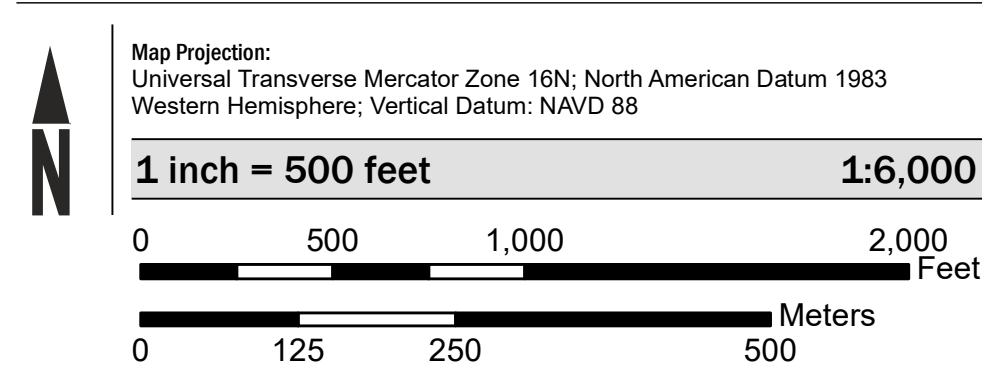 N
Map Projection:
Universal Transverse Mercator Zone 16N; North American Datum 1983
Western Hemisphere; Vertical Datum: NAVD 88
1 inch = 500 feet 1:6,000
0 500 1,000 2,000
Feet
Meters
0 125 250 500